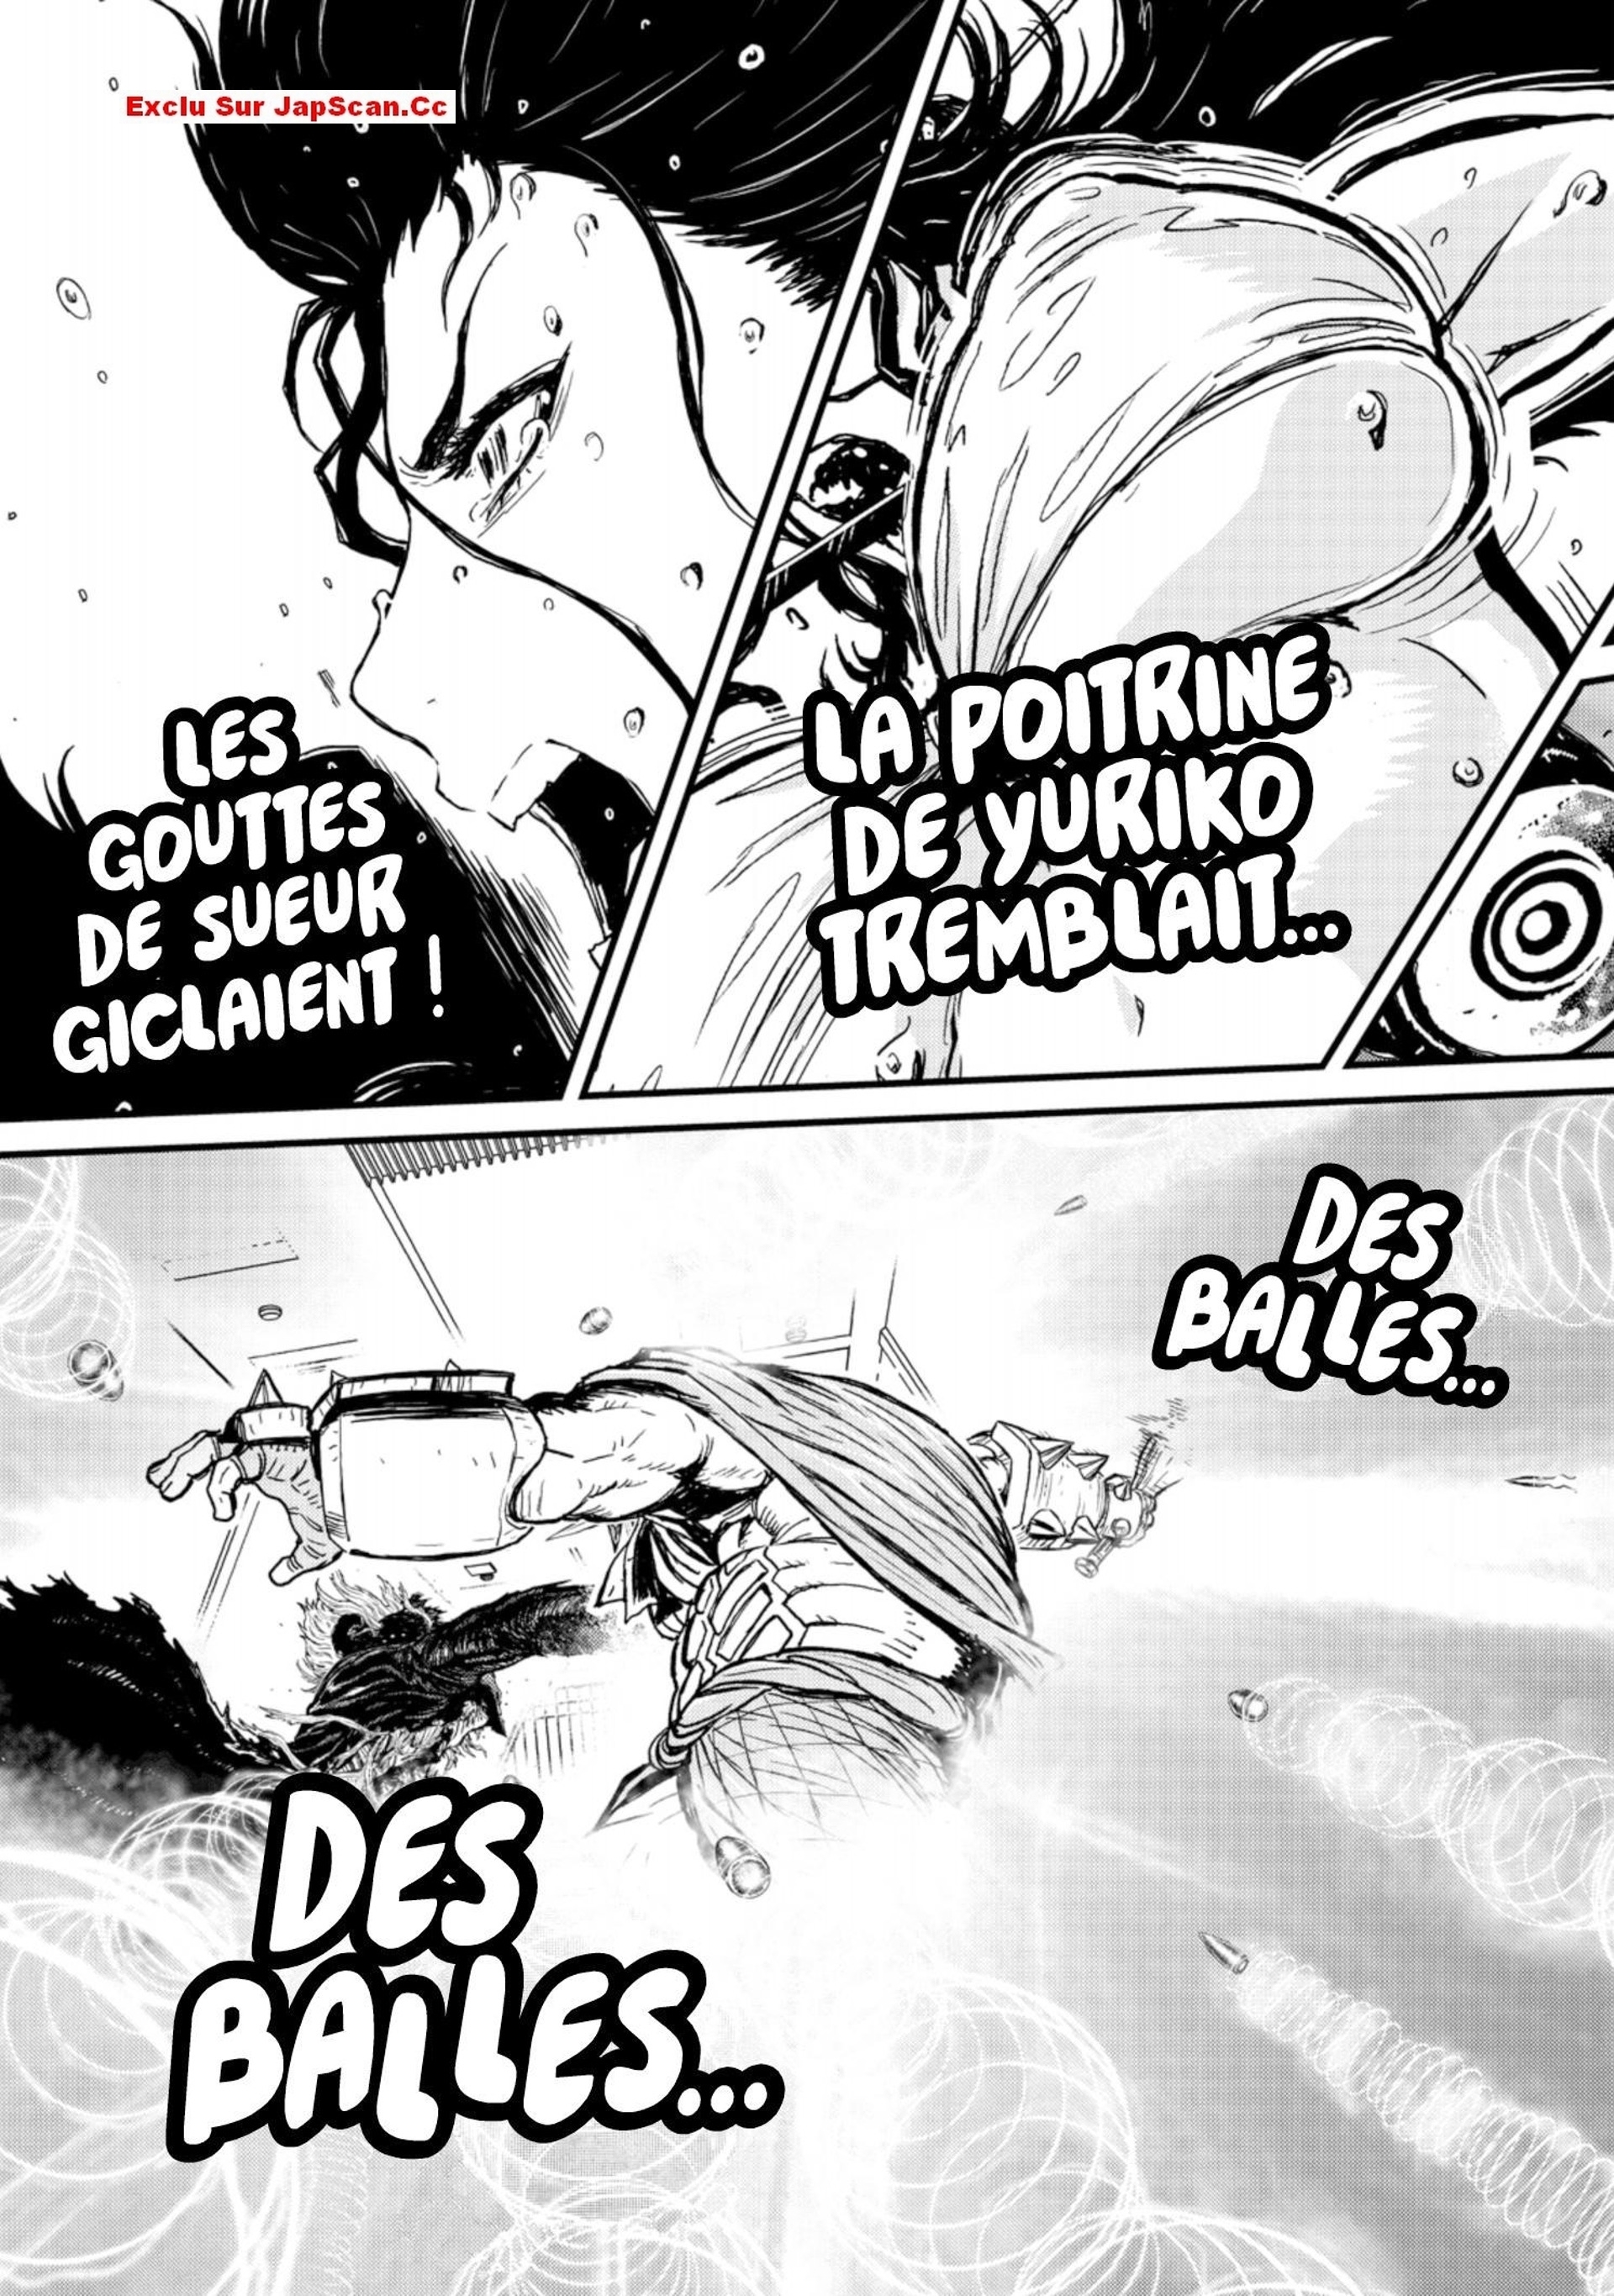 Exclu Sur JapScan.Cc
LA POITRINE
DE YURIKO
TREMBLAIT...
LES
GOUTTES
DE SUEUR
GICLAIENT !
DES
BALLES...
DES
BALLES...